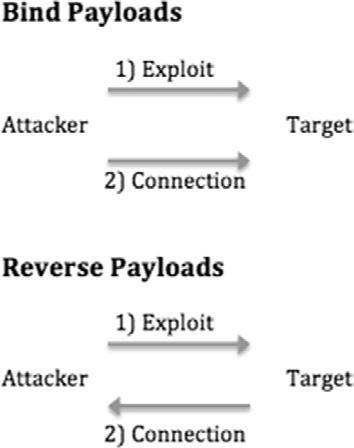 Bind Payloads
1) Exploit
Attacker Target
2) Connection
Reverse Payloads
1) Exploit
Attacker Target
2) Connection